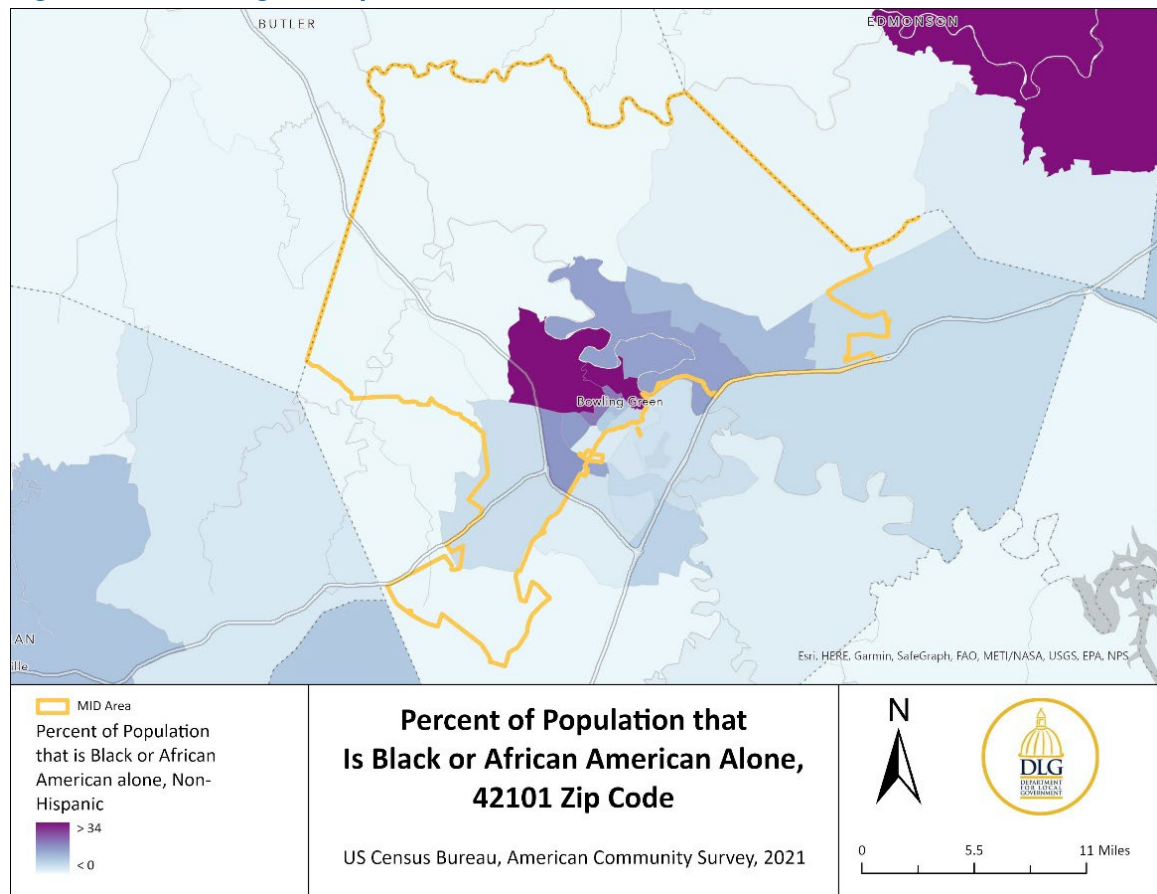 BUTLER
EDMONSON
Bowling Green
AN
ille
Esri, HERE, Garmin, SafeGraph, FAO, METI/NASA, USGS, EPA, NPS
MID Area
Percent of Population
that is Black or African
American alone, Non-
Hispanic
> 34
< 0
Percent of Population that
Is Black or African American Alone,
42101 Zip Code
US Census Bureau, American Community Survey, 2021
N
DLG
DEPARTMENT
FOR LOCAL
GOVERNMENT
0 5.5 11 Miles